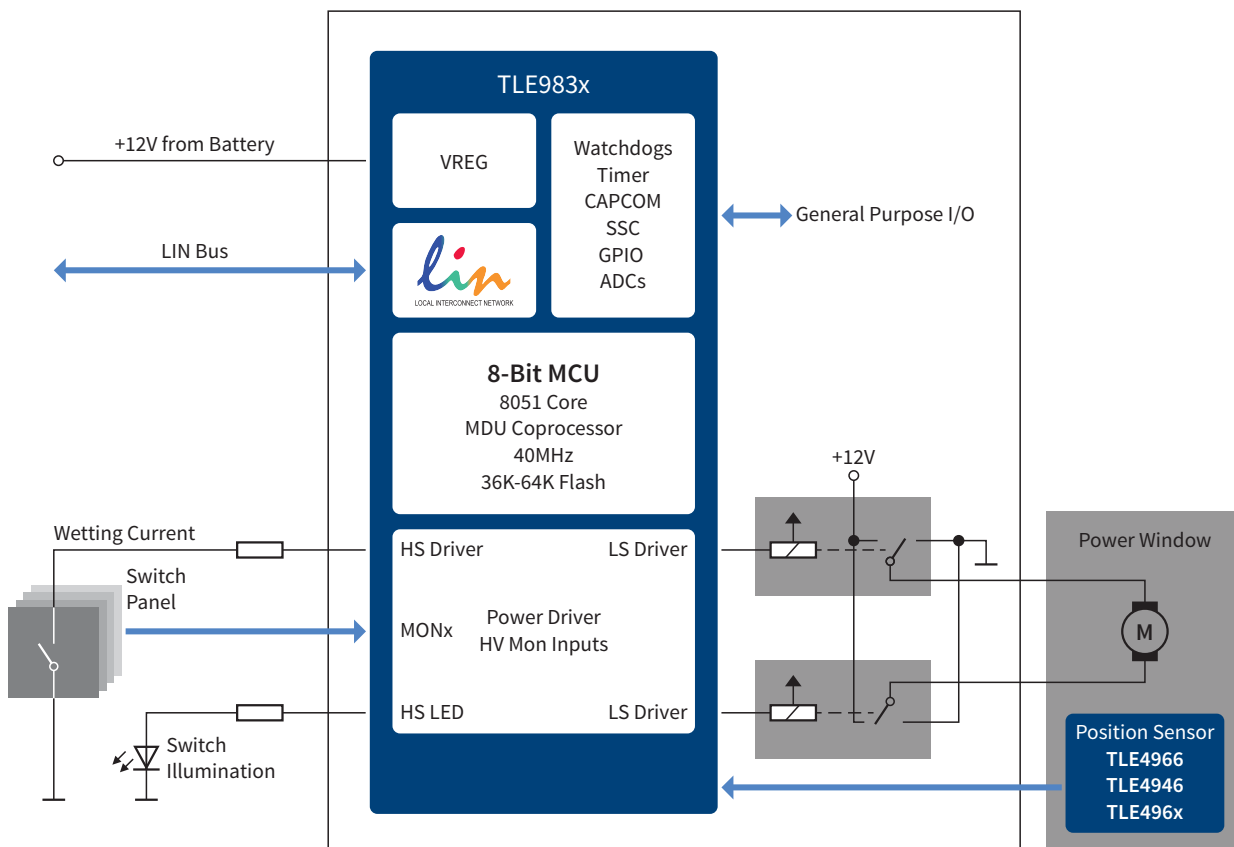 TLE983x
+12V from Battery
VREG
Watchdogs
Timer
CAPCOM
SSC
GPIO
ADCs
General Purpose I/O
LIN Bus
lin
LOCAL INTERCONNECT NETWORK
8-Bit MCU
8051 Core
MDU Coprocessor
40MHz
36K-64K Flash
+12V
Wetting Current
HS Driver
LS Driver
Power Window
Switch
Panel
MONx
Power Driver
HV Mon Inputs
M
HS LED
LS Driver
Switch
Illumination
Position Sensor
TLE4966
TLE4946
TLE496x